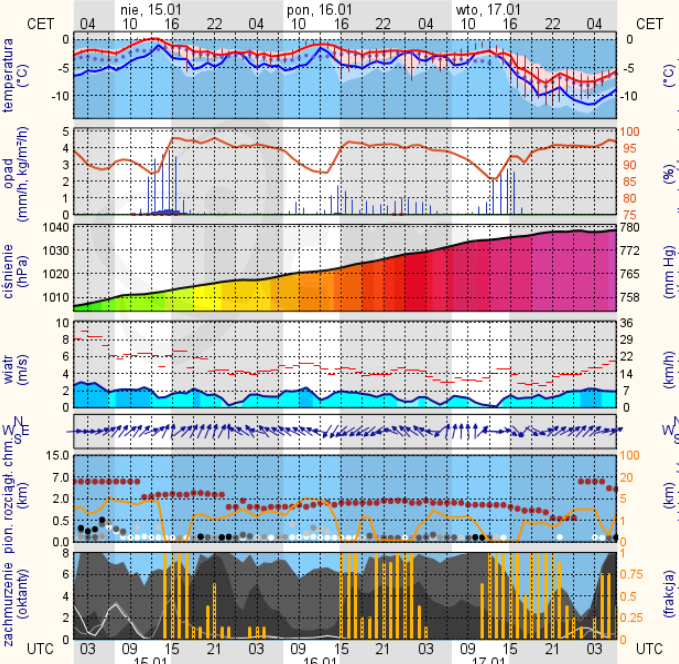 nie, 15.01 pon, 16.01 wto, 17.01
CET 04 10 16 22 04 10 16 22 04 10 16 22 04 CET
temperatura (°C)
0 -5 -10
0 -5 -10
(°C)
opad (mm/h, kg/m²/h)
5 4 3 2 1 0
100 95 90 85 80 75
(%)
ciśnienie (hPa)
1040 1030 1020 1010
780 772 765 758
(mm Hg)
wiatr (m/s)
10 8 6 4 2 0
36 29 22 14 7 0
(km/h)
N W E S
W S
pion. rozciągł. chm. (km)
15.0 7.0 2.0 0.5 0.0
100 20 5 1 0
(km)
zachmurzenie (oktanty)
8 6 4 2 0
1 0.75 0.5 0.25 0
(frakcja)
UTC 03 09 15 21 03 09 15 21 03 09 15 21 03 UTC
15.01 16.01 17.01